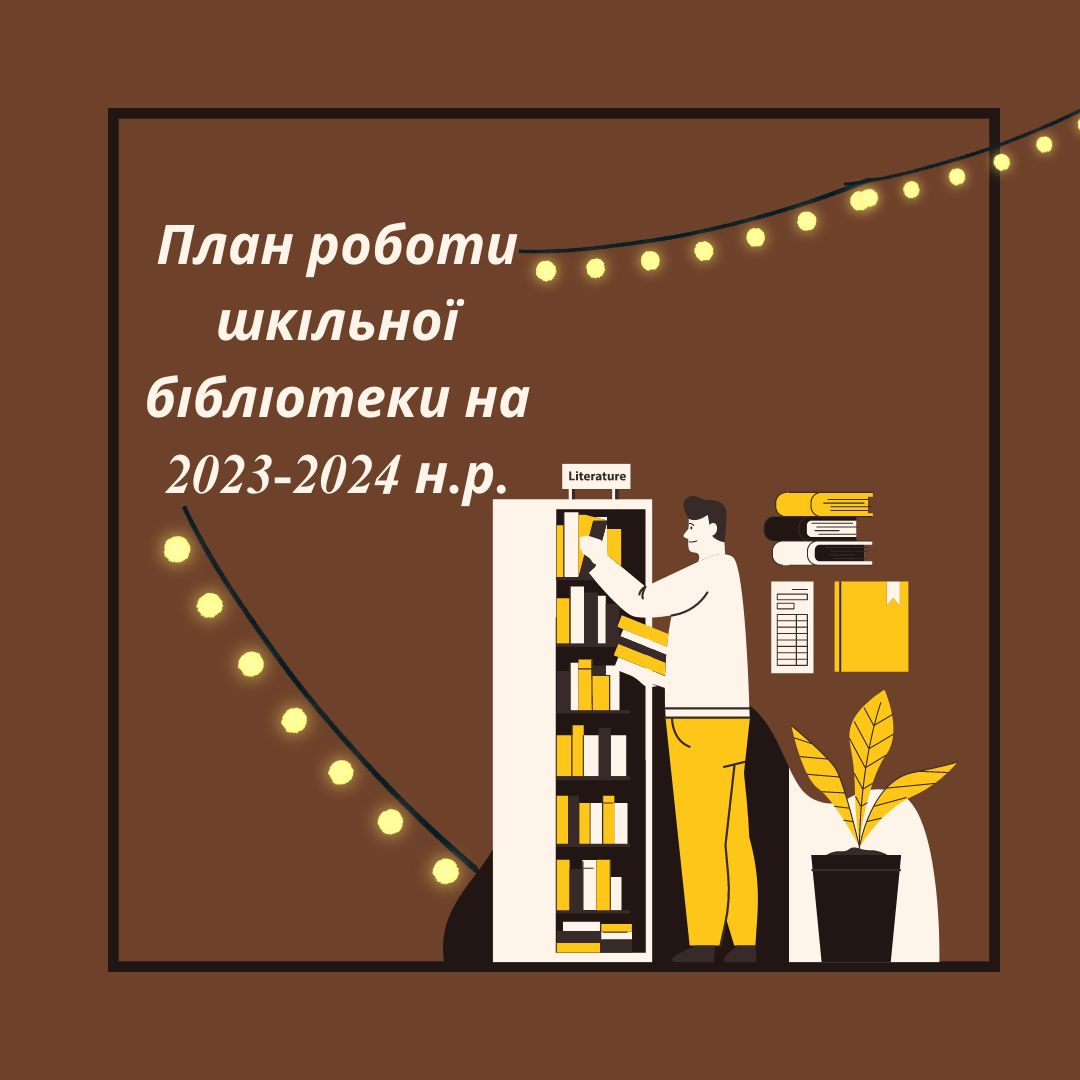 План роботи
шкільної
бібліотеки на
2023-2024 н.р.
Literature